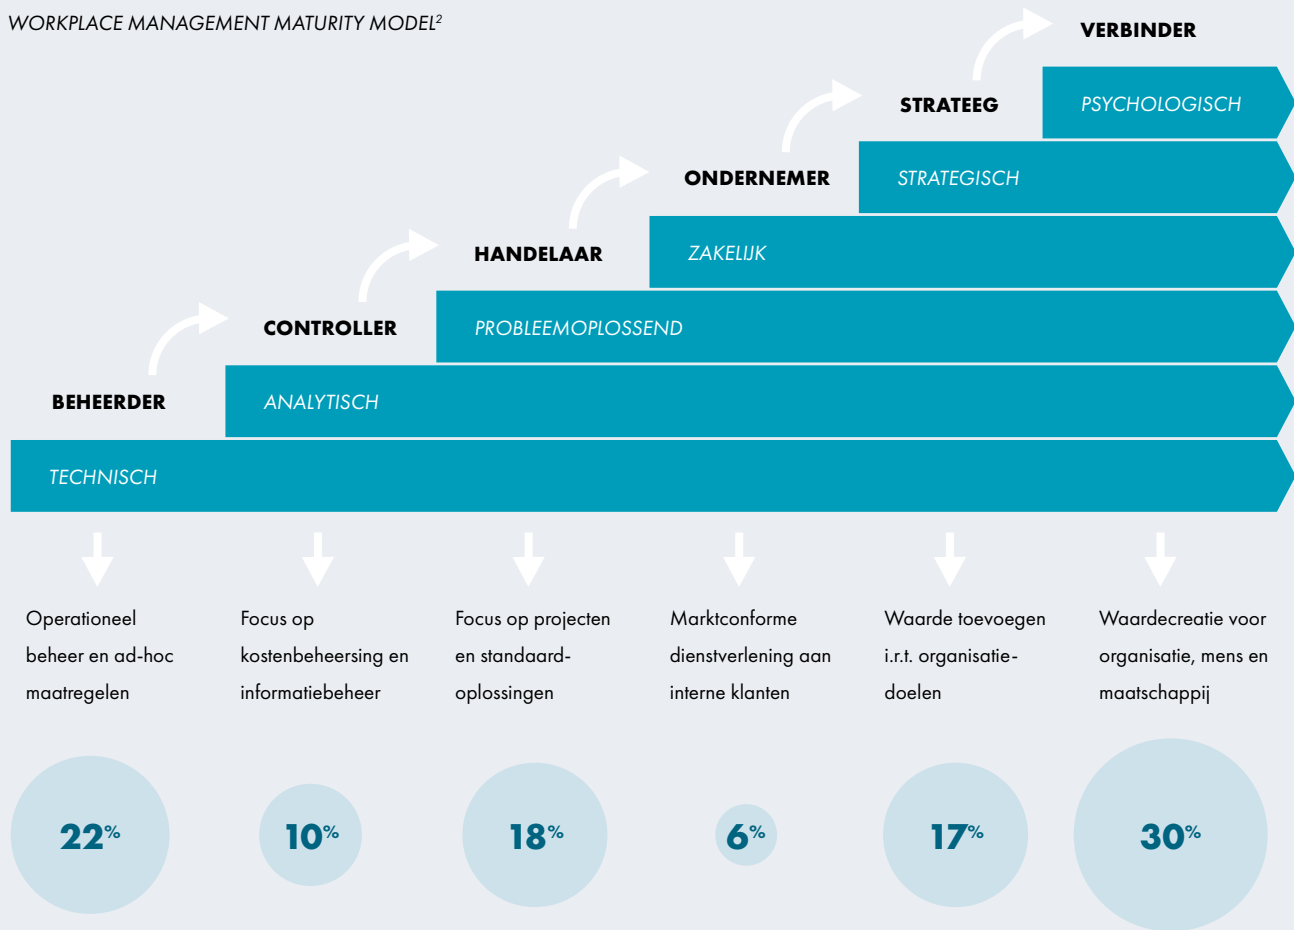 WORKPLACE MANAGEMENT MATURITY MODEL²
VERBINDER
STRATEEG
PSYCHOLOGISCH
ONDERNEMER
STRATEGISCH
HANDELAAR
ZAKELIJK
CONTROLLER
PROBLEEMOPLOSSEND
BEHEERDER
ANALYTISCH
TECHNISCH
Operationeel
beheer en ad-hoc
maatregelen
Focus op
kostenbeheersing en
informatiebeheer
Focus op projecten
en standaard-
oplossingen
Marktconforme
dienstverlening aan
interne klanten
Waarde toevoegen
i.r.t. organisatie-
doelen
Waardecreatie voor
organisatie, mens en
maatschappij
22%
10%
18%
6%
17%
30%